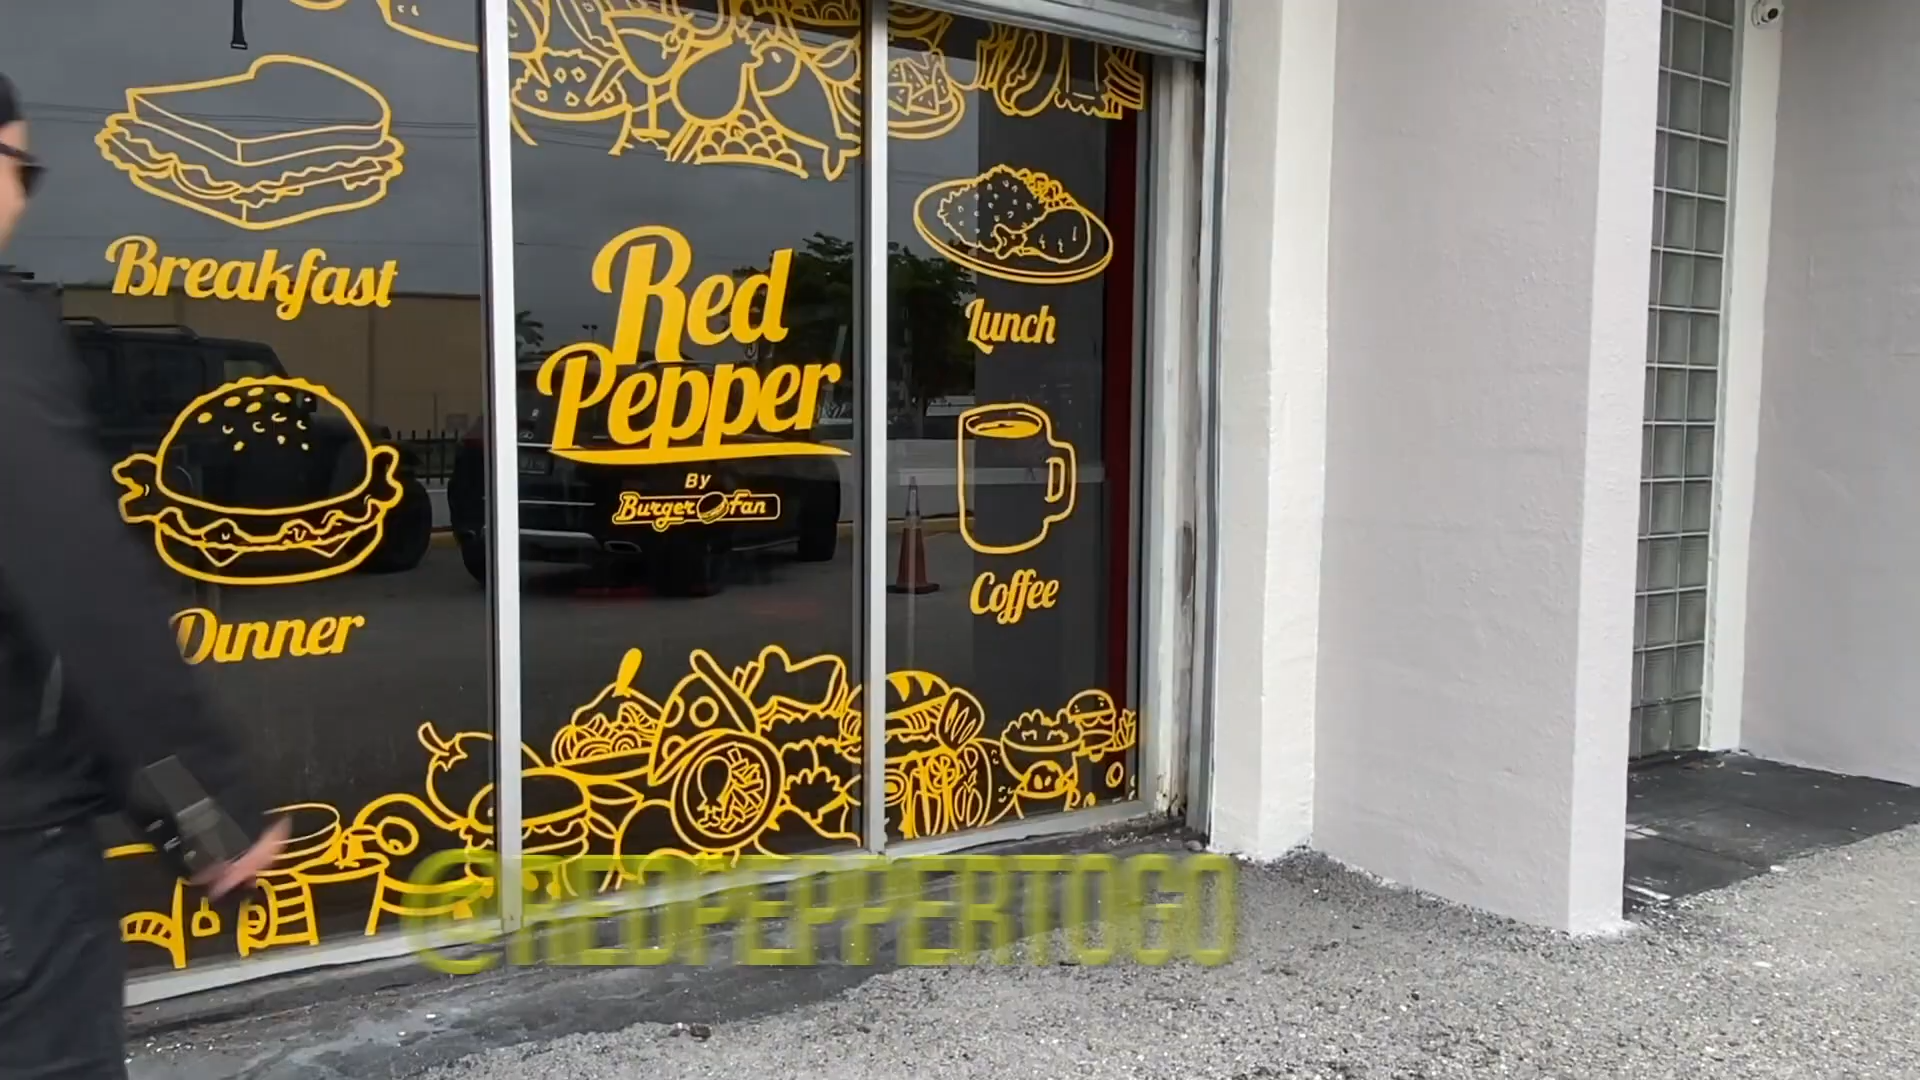 Breakfast
Dinner
Red
Pepper
By
Burger Fan
Lunch
Coffee
@REDPEPPERTOGO